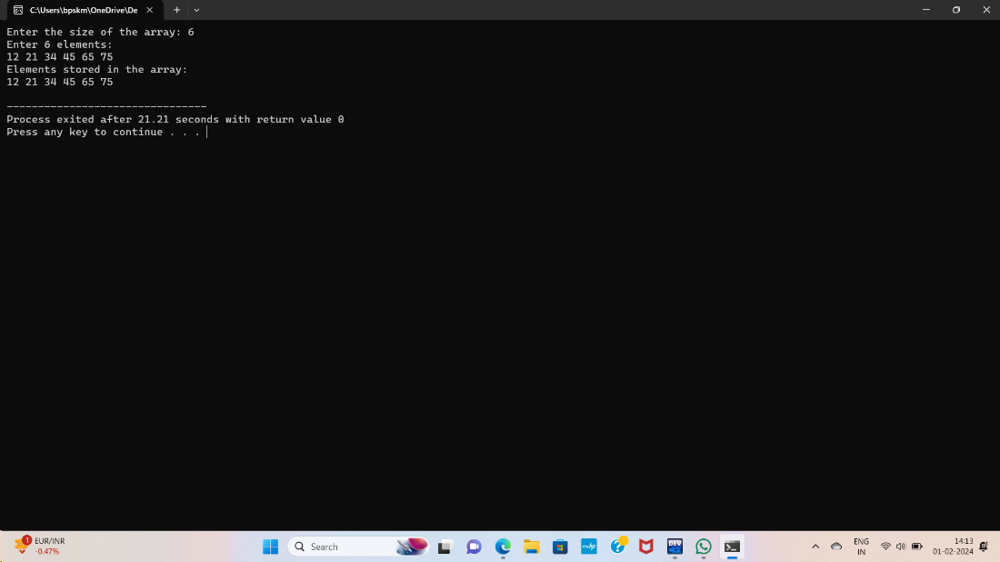 C:\Users\bpskm\OneDrive\De
Enter the size of the array: 6
Enter 6 elements:
12 21 34 45 65 75
Elements stored in the array:
12 21 34 45 65 75
--------------------------------
Process exited after 21.21 seconds with return value 0
Press any key to continue . . .
1
EUR/INR
-0.47%
Search
DEV
ENG
IN
14:13
01-02-2024